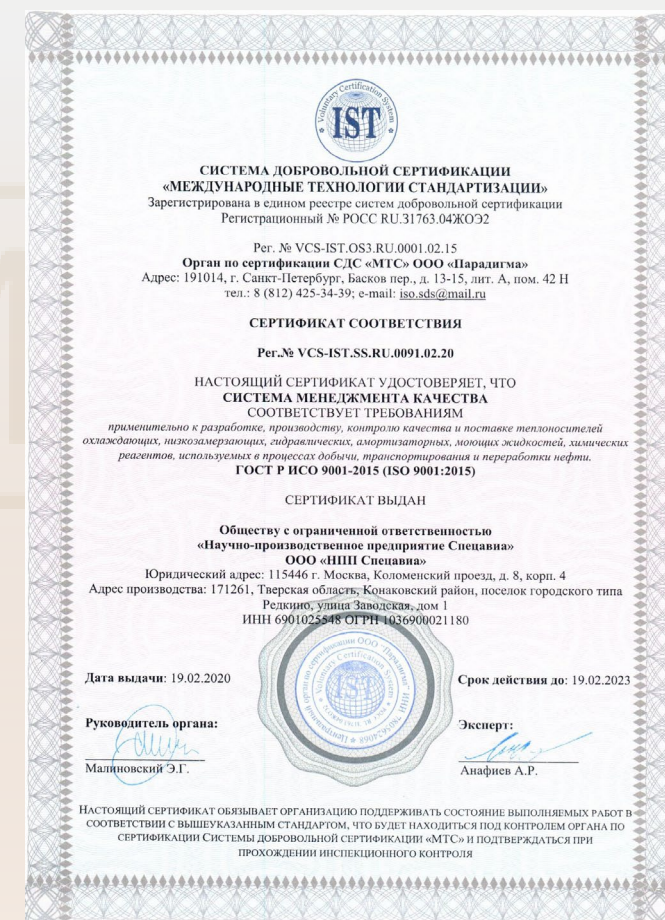 Voluntary Certification System
IST
СИСТЕМА ДОБРОВОЛЬНОЙ СЕРТИФИКАЦИИ
«МЕЖДУНАРОДНЫЕ ТЕХНОЛОГИИ СТАНДАРТИЗАЦИИ»
Зарегистрирована в едином реестре систем добровольной сертификации
Регистрационный № РОСС RU.31763.04ЖОЭ2
Рег. № VCS-IST.OS3.RU.0001.02.15
Орган по сертификации СДС «МТС» ООО «Парадигма»
Адрес: 191014, г. Санкт-Петербург, Басков пер., д. 13-15, лит. А, пом. 42 Н
тел.: 8 (812) 425-34-39; e-mail: iso.sds@mail.ru
СЕРТИФИКАТ СООТВЕТСТВИЯ
Рег.№ VCS-IST.SS.RU.0091.02.20
НАСТОЯЩИЙ СЕРТИФИКАТ УДОСТОВЕРЯЕТ, ЧТО
СИСТЕМА МЕНЕДЖМЕНТА КАЧЕСТВА
СООТВЕТСТВУЕТ ТРЕБОВАНИЯМ
применительно к разработке, производству, контролю качества и поставке теплоносителей
охлаждающих, низкозамерзающих, гидравлических, амортизаторных, моющих жидкостей, химических
реагентов, используемых в процессах добычи, транспортирования и переработки нефти.
ГОСТ Р ИСО 9001-2015 (ISO 9001:2015)
СЕРТИФИКАТ ВЫДАН
Обществу с ограниченной ответственностью
«Научно-производственное предприятие Спецавиа»
ООО «НПП Спецавиа»
Юридический адрес: 115446 г. Москва, Коломенский проезд, д. 8, корп. 4
Адрес производства: 171261, Тверская область, Конаковский район, поселок городского типа
Редкино, улица Заводская, дом 1
ИНН 6901025548 ОГРН 1036900021180
Дата выдачи: 19.02.2020
Срок действия до: 19.02.2023
Руководитель органа:
Эксперт:
Малиновский Э.Г.
Анафиев А.Р.
IST
НАСТОЯЩИЙ СЕРТИФИКАТ ОБЯЗЫВАЕТ ОРГАНИЗАЦИЮ ПОДДЕРЖИВАТЬ СОСТОЯНИЕ ВЫПОЛНЯЕМЫХ РАБОТ В
СООТВЕТСТВИИ С ВЫШЕУКАЗАННЫМ СТАНДАРТОМ, ЧТО БУДЕТ НАХОДИТЬСЯ ПОД КОНТРОЛЕМ ОРГАНА ПО
СЕРТИФИКАЦИИ СИСТЕМЫ ДОБРОВОЛЬНОЙ СЕРТИФИКАЦИИ «МТС» И ПОДТВЕРЖДАТЬСЯ ПРИ
ПРОХОЖДЕНИИ ИНСПЕКЦИОННОГО КОНТРОЛЯ